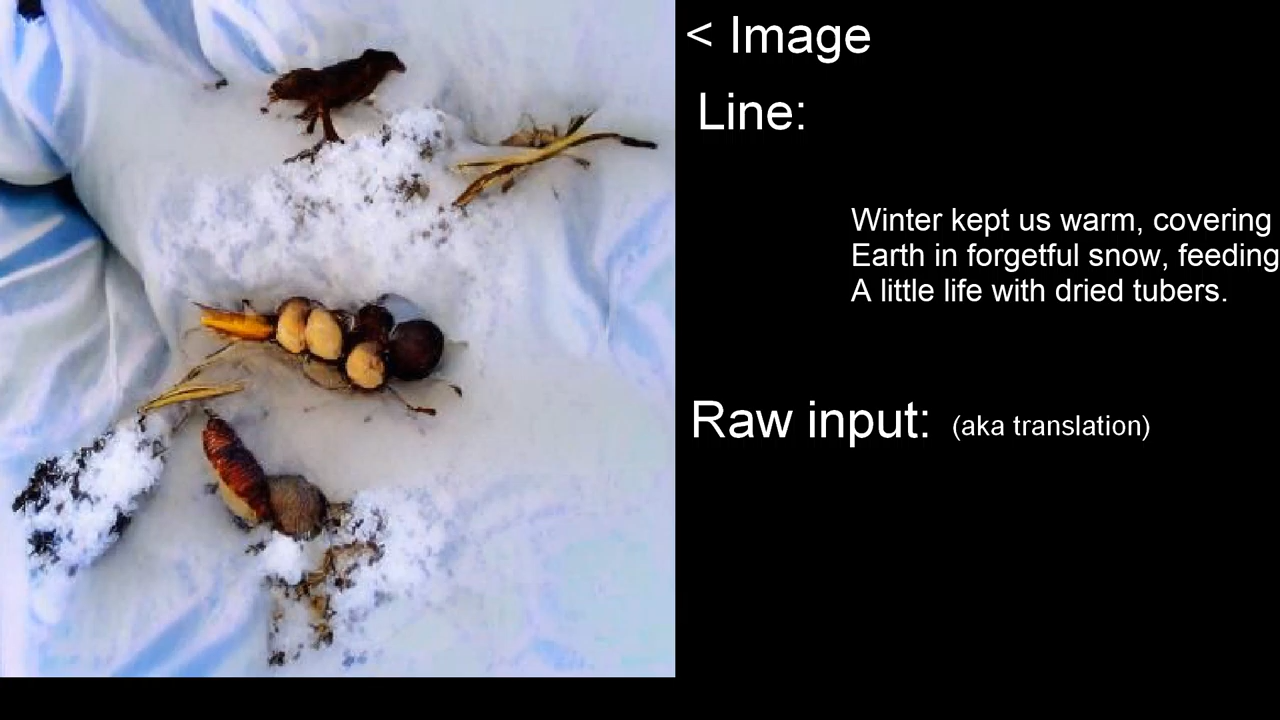 < Image
Line:
Winter kept us warm, covering
Earth in forgetful snow, feeding
A little life with dried tubers.
Raw input: (aka translation)